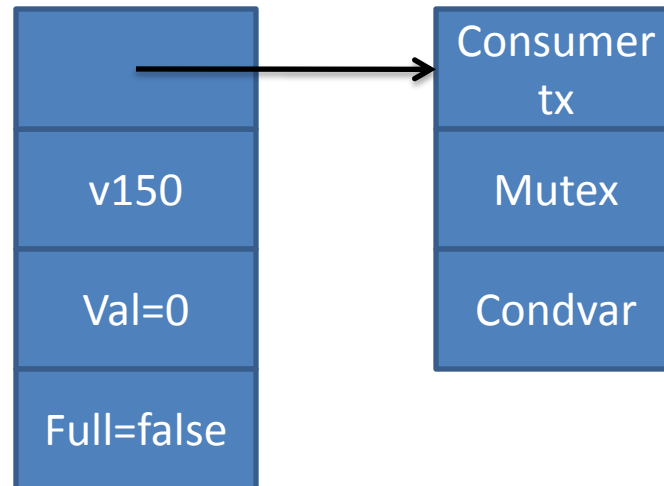 v150
Val=0
Full=false
Consumer
tx
Mutex
Condvar